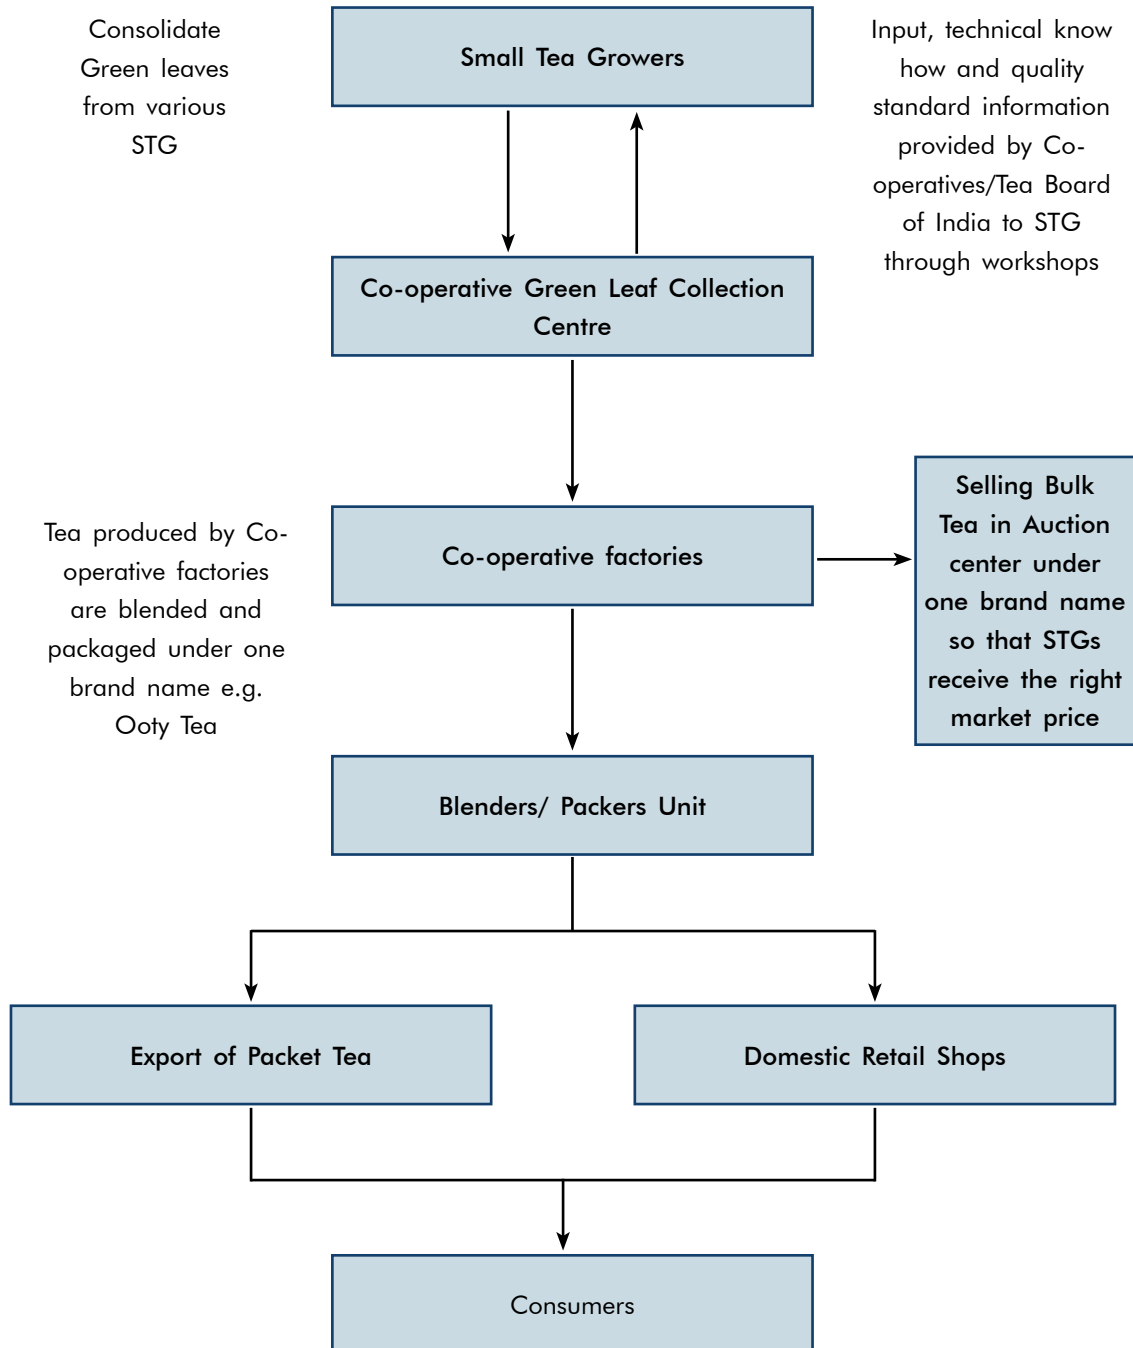 Consolidate
Green leaves
from various
STG
Small Tea Growers
Input, technical know
how and quality
standard information
provided by Co-
operatives/Tea Board
of India to STG
through workshops
Co-operative Green Leaf Collection
Centre
Tea produced by Co-
operative factories
are blended and
packaged under one
brand name e.g.
Ooty Tea
Co-operative factories
Selling Bulk
Tea in Auction
center under
one brand name
so that STGs
receive the right
market price
Blenders/ Packers Unit
Export of Packet Tea
Domestic Retail Shops
Consumers